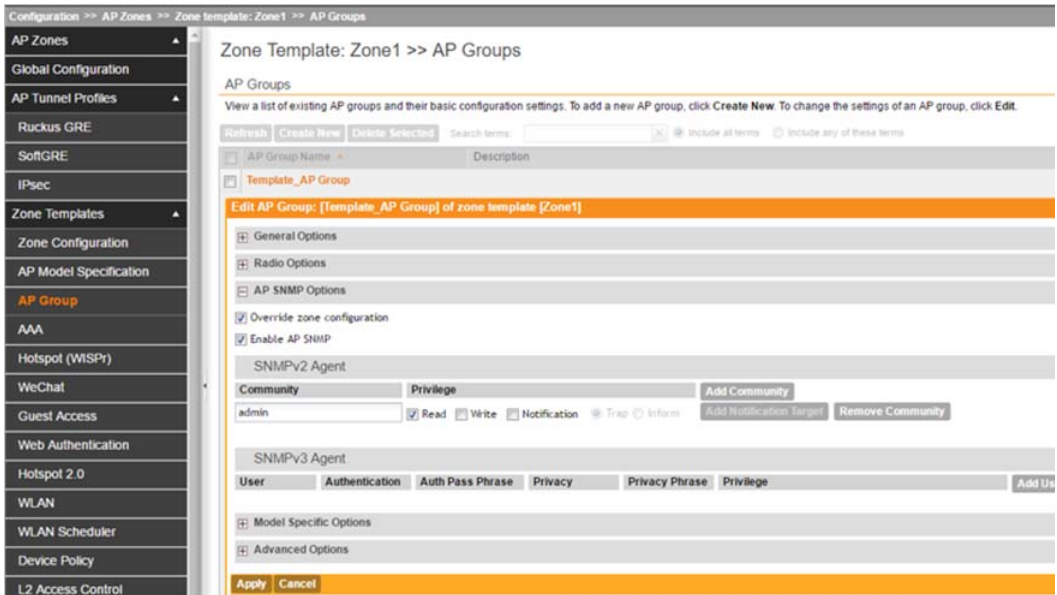 Configuration >> AP Zones >> Zone template: Zone1 >> AP Groups
AP Zones
Global Configuration
AP Tunnel Profiles
Ruckus GRE
SoftGRE
IPsec
Zone Templates
Zone Configuration
AP Model Specification
AP Group
AAA
Hotspot (WISPr)
WeChat
Guest Access
Web Authentication
Hotspot 2.0
WLAN
WLAN Scheduler
Device Policy
L2 Access Control
Zone Template: Zone1 >> AP Groups
AP Groups
View a list of existing AP groups and their basic configuration settings. To add a new AP group, click Create New. To change the settings of an AP group, click Edit.
Refresh Create New Delete Selected Search terms: x Include all terms Include any of these terms
AP Group Name Description
Template_AP Group
Edit AP Group: [Template_AP Group] of zone template [Zone1]
General Options
Radio Options
AP SNMP Options
Override zone configuration
Enable AP SNMP
SNMPv2 Agent
Community Privilege Add Community
admin Read Write Notification Trap Inform Add Notification Target Remove Community
SNMPv3 Agent
User Authentication Auth Pass Phrase Privacy Privacy Phrase Privilege Add Us
Model Specific Options
Advanced Options
Apply Cancel